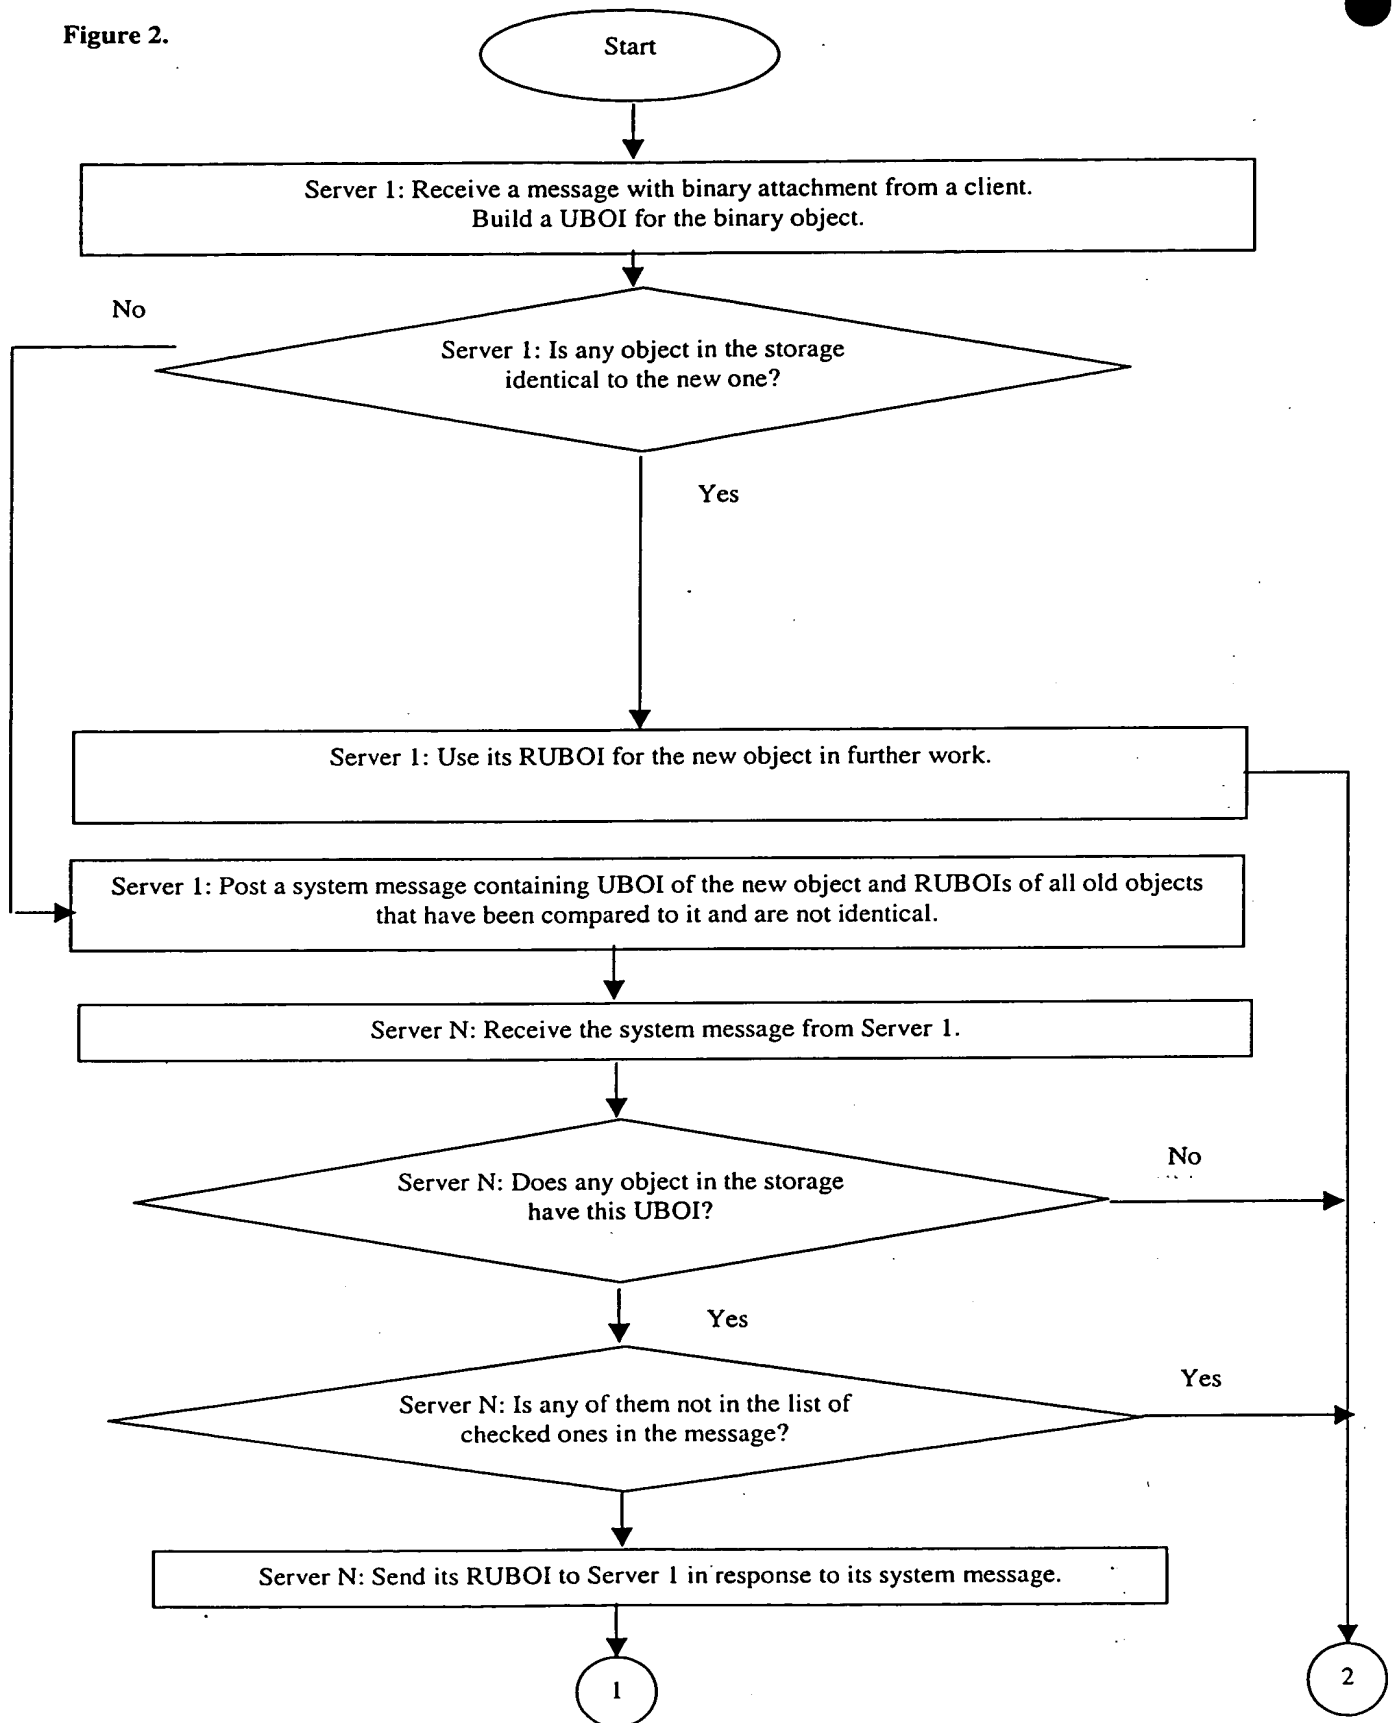 Figure 2.
Start
Server 1: Receive a message with binary attachment from a client.
Build a UBOI for the binary object.
No
Server 1: Is any object in the storage
identical to the new one?
Yes
Server 1: Use its RUBOI for the new object in further work.
Server 1: Post a system message containing UBOI of the new object and RUBOIs of all old objects
that have been compared to it and are not identical.
Server N: Receive the system message from Server 1.
No
Server N: Does any object in the storage
have this UBOI?
Yes
Yes
Server N: Is any of them not in the list of
checked ones in the message?
Server N: Send its RUBOI to Server 1 in response to its system message.
1
2